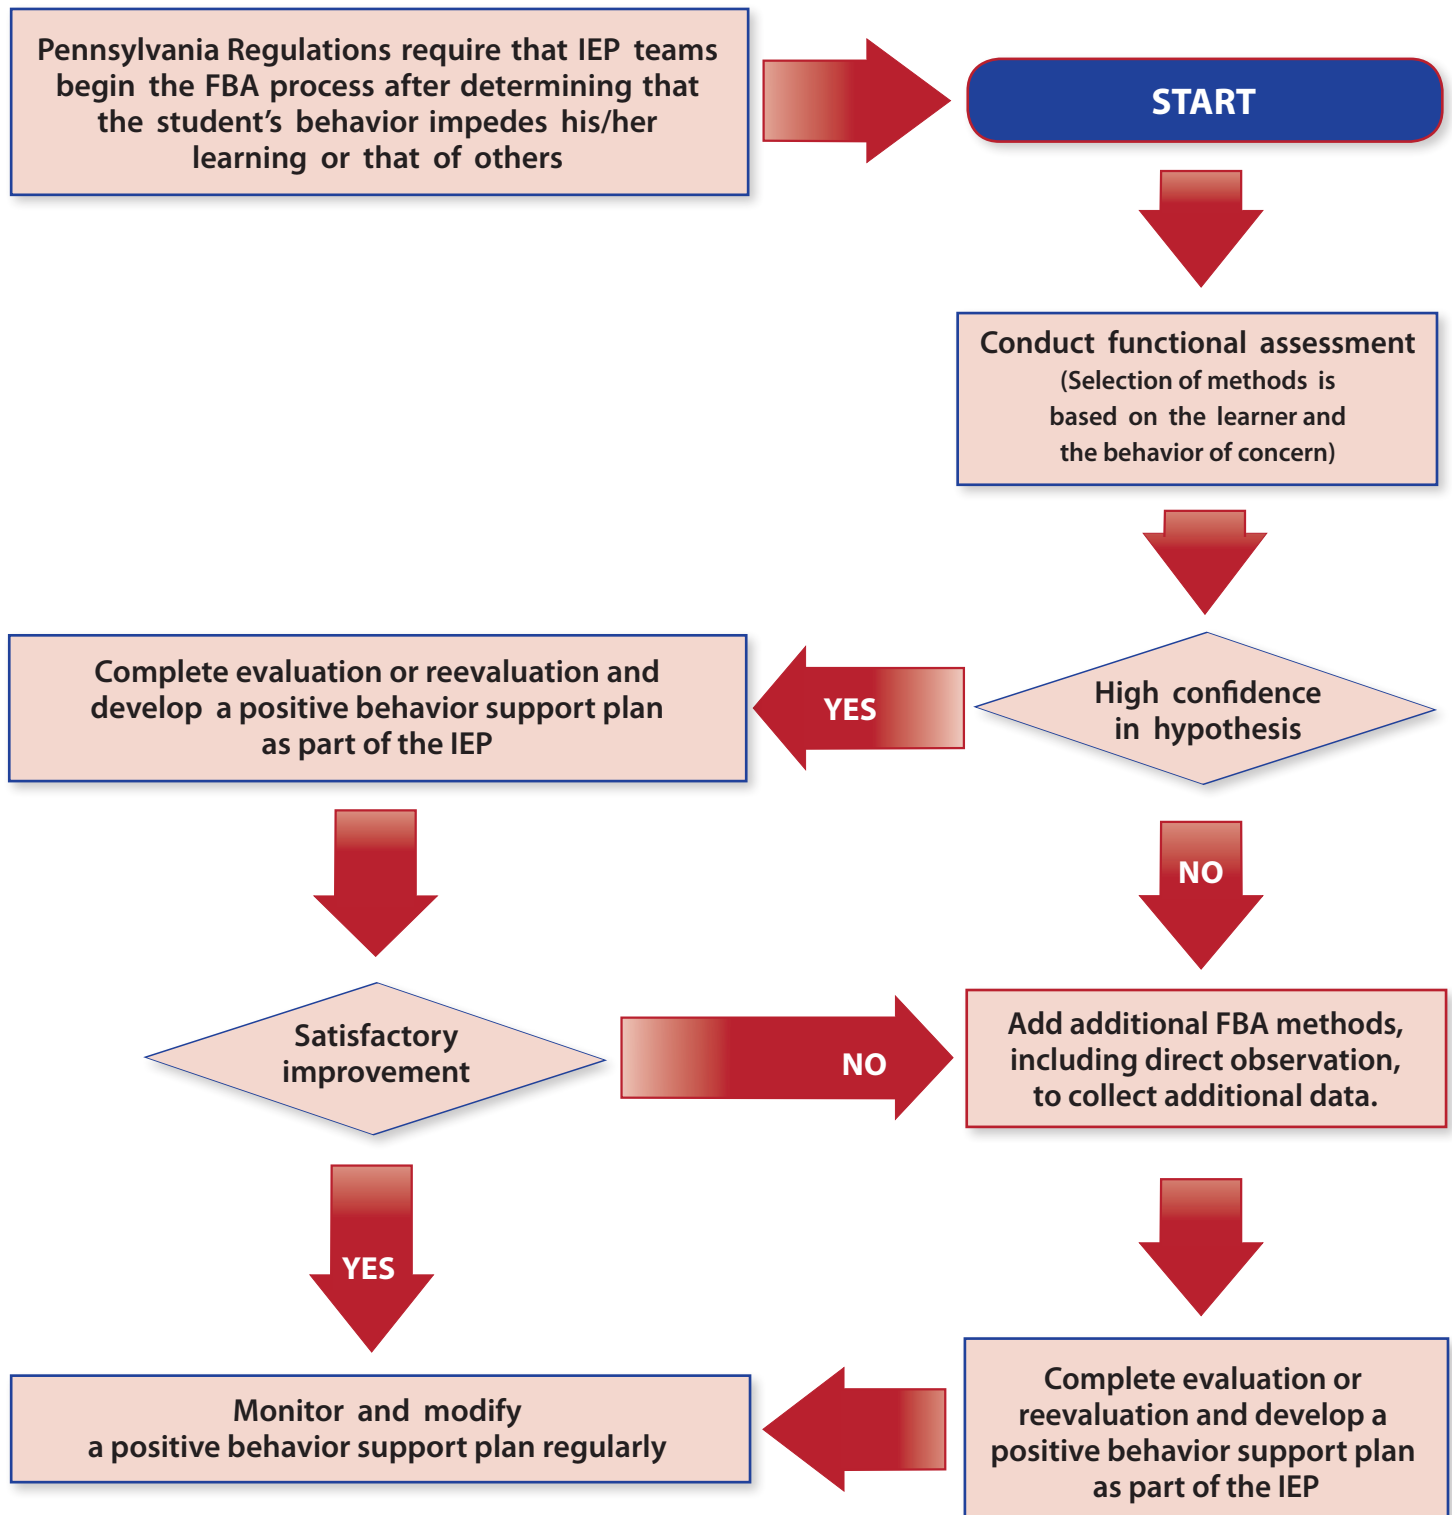 Pennsylvania Regulations require that IEP teams
begin the FBA process after determining that
the student’s behavior impedes his/her
learning or that of others
START
Conduct functional assessment
(Selection of methods is
based on the learner and
the behavior of concern)
High confidence
in hypothesis
YES
Complete evaluation or reevaluation and
develop a positive behavior support plan
as part of the IEP
NO
Satisfactory
improvement
NO
Add additional FBA methods,
including direct observation,
to collect additional data.
YES
Complete evaluation or
reevaluation and develop a
positive behavior support plan
as part of the IEP
Monitor and modify
a positive behavior support plan regularly